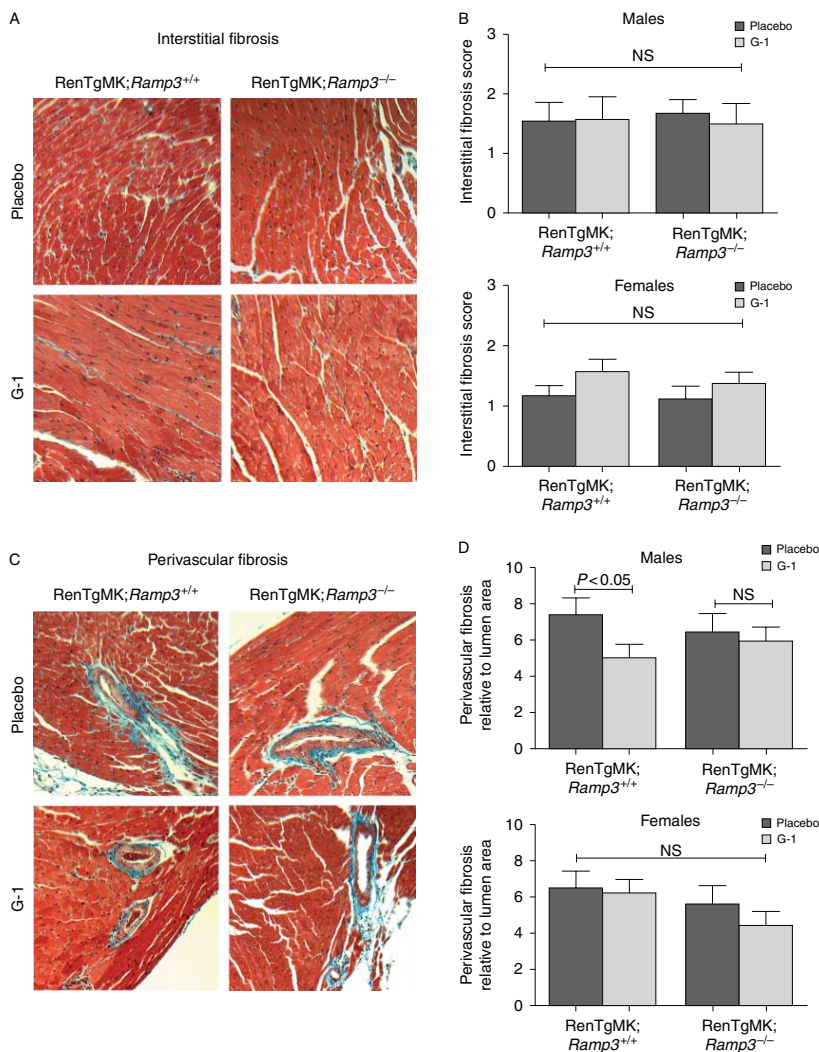 A
Interstitial fibrosis
RenTgMK;Ramp3+/+
RenTgMK;Ramp3–/–
Placebo
G-1
B
Males
Placebo
G-1
NS
Interstitial fibrosis score
3
2
1
0
RenTgMK;
Ramp3+/+
RenTgMK;
Ramp3–/–
Females
Placebo
G-1
NS
Interstitial fibrosis score
3
2
1
0
RenTgMK;
Ramp3+/+
RenTgMK;
Ramp3–/–
C
Perivascular fibrosis
RenTgMK;Ramp3+/+
RenTgMK;Ramp3–/–
Placebo
G-1
D
Males
Placebo
G-1
P<0.05
NS
Perivascular fibrosis
relative to lumen area
10
8
6
4
2
0
RenTgMK;
Ramp3+/+
RenTgMK;
Ramp3–/–
Females
Placebo
G-1
NS
Perivascular fibrosis
relative to lumen area
10
8
6
4
2
0
RenTgMK;
Ramp3+/+
RenTgMK;
Ramp3–/–